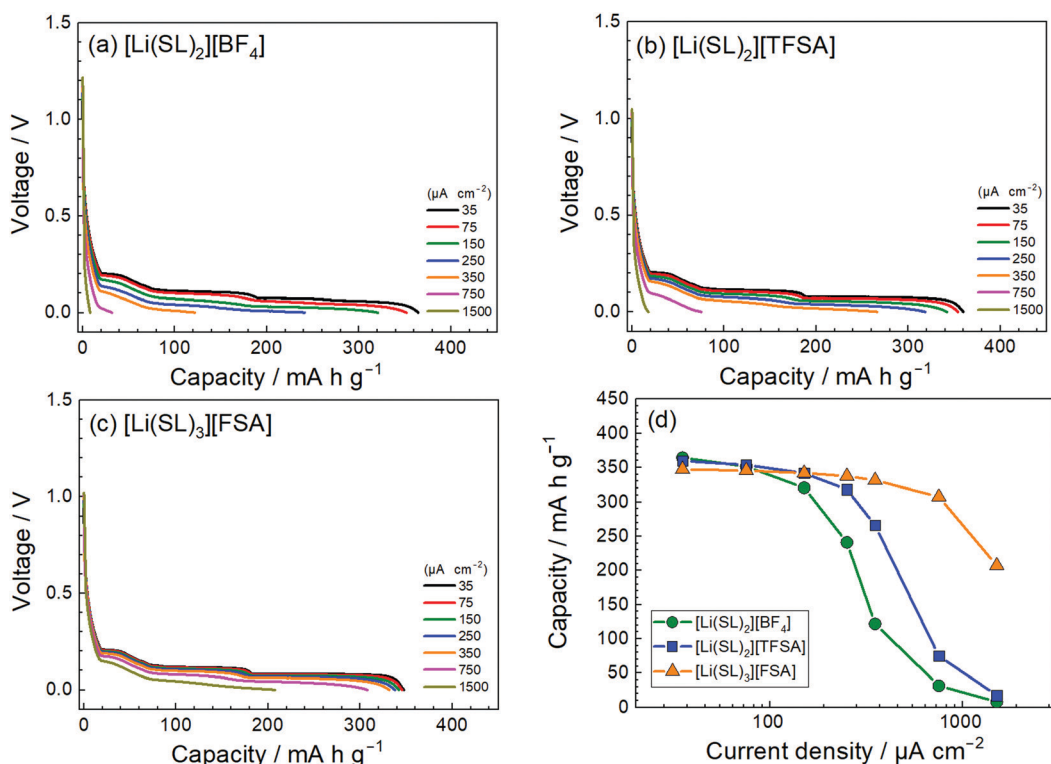 (a) [Li(SL)₂][BF₄]
Voltage / V
1.5
1.0
0.5
0.0
(μA cm⁻²)
35
75
150
250
350
750
1500
0 100 200 300 400
Capacity / mA h g⁻¹
(b) [Li(SL)₂][TFSA]
Voltage / V
1.5
1.0
0.5
0.0
(μA cm⁻²)
35
75
150
250
350
750
1500
0 100 200 300 400
Capacity / mA h g⁻¹
(c) [Li(SL)₃][FSA]
Voltage / V
1.5
1.0
0.5
0.0
(μA cm⁻²)
35
75
150
250
350
750
1500
0 100 200 300 400
Capacity / mA h g⁻¹
(d)
Capacity / mA h g⁻¹
450
400
350
300
250
200
150
100
50
0
[Li(SL)₂][BF₄]
[Li(SL)₂][TFSA]
[Li(SL)₃][FSA]
100 1000
Current density / μA cm⁻²